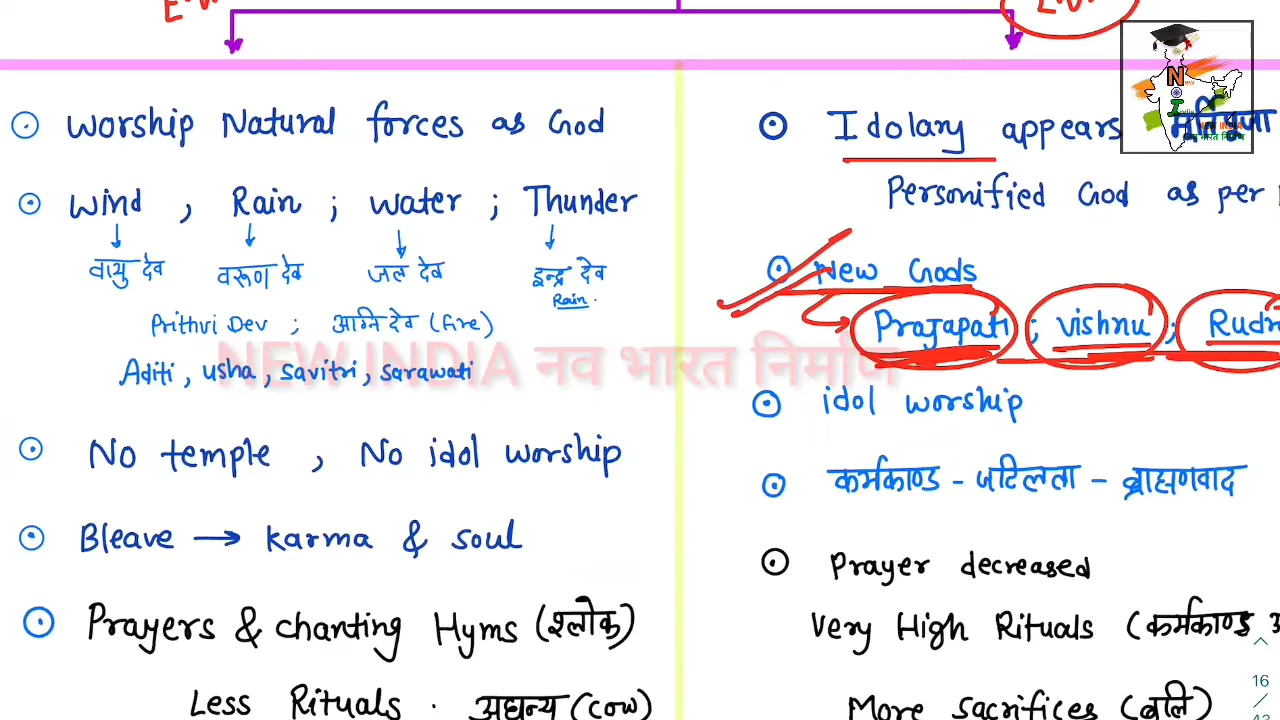 Worship Natural forces as God
Wind , Rain ; water ; Thunder
वायु देव वरूण देव जल देव इन्द्र देव
Rain.
Prithvi Dev ; अग्नि देव (fire)
Aditi , usha , savitri , sarawati
No temple , No idol worship
Bleave → karma & soul
Prayers & chanting Hyms (श्लोक)
Less Rituals . अघन्य (cow)
Idolary appears मूर्तिपूजा
Personified God as per
New Gods
Prajapati ; vishnu ; Rudr
idol worship
कर्मकाण्ड - जटिलता - ब्राह्मणवाद
Prayer decreased
Very High Rituals (कर्मकाण्ड
More sacrifices (बलि)
NEW INDIA नव भारत निर्माण
16